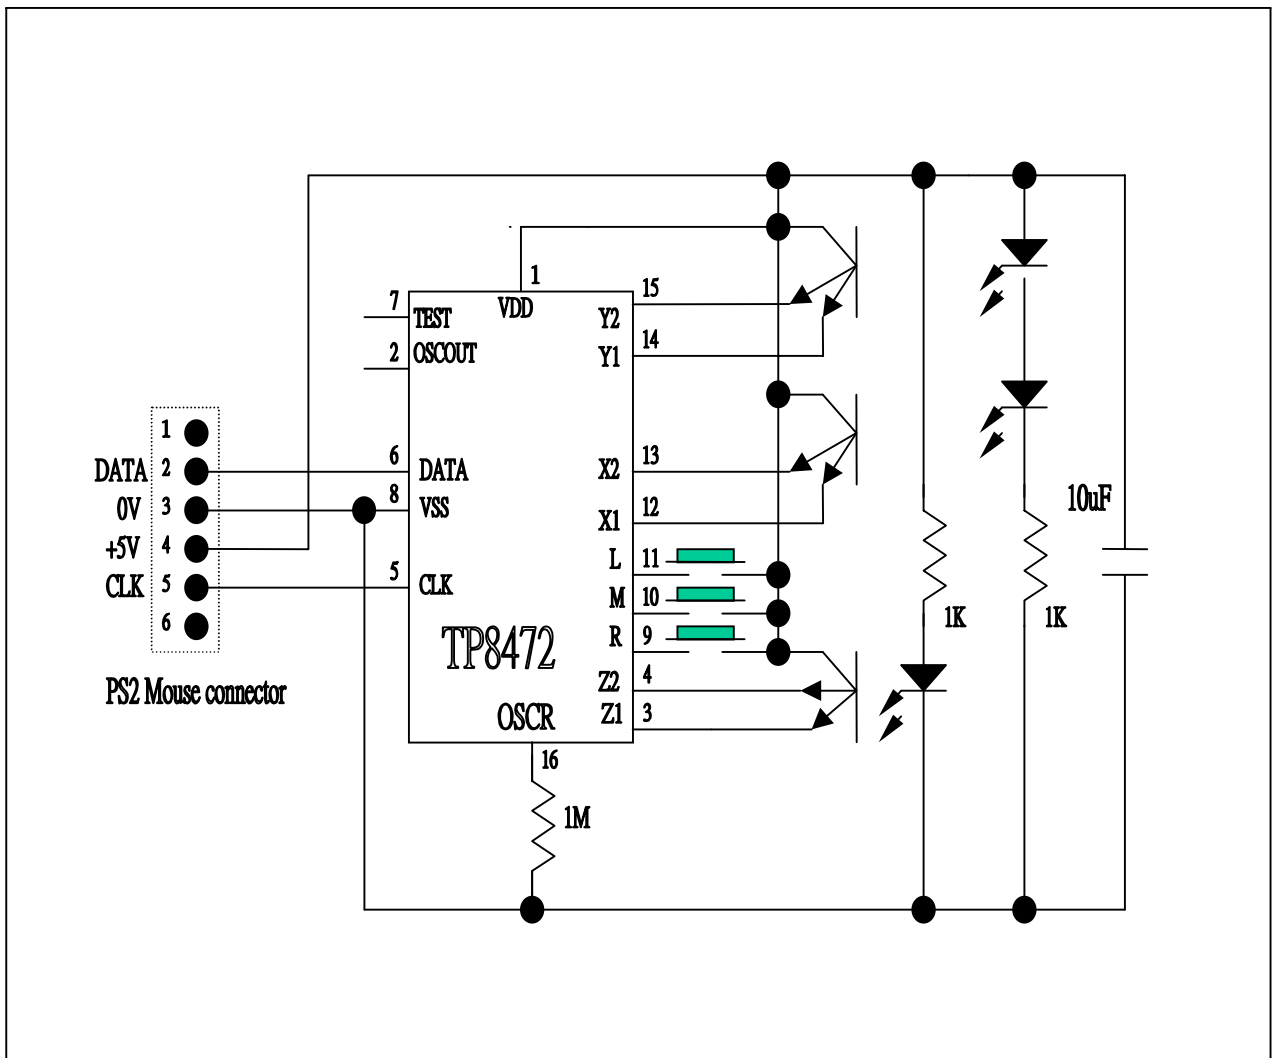 1
7
TEST
VDD
15
Y2
2
OSCOUT
14
Y1
1
DATA
2
6
DATA
13
X2
0V
3
8
VSS
12
X1
10uF
+5V
4
L
11
CLK
5
5
CLK
M
10
6
R
9
1K
1K
TP8472
PS2 Mouse connector
Z2
4
OSCR
Z1
3
16
1M